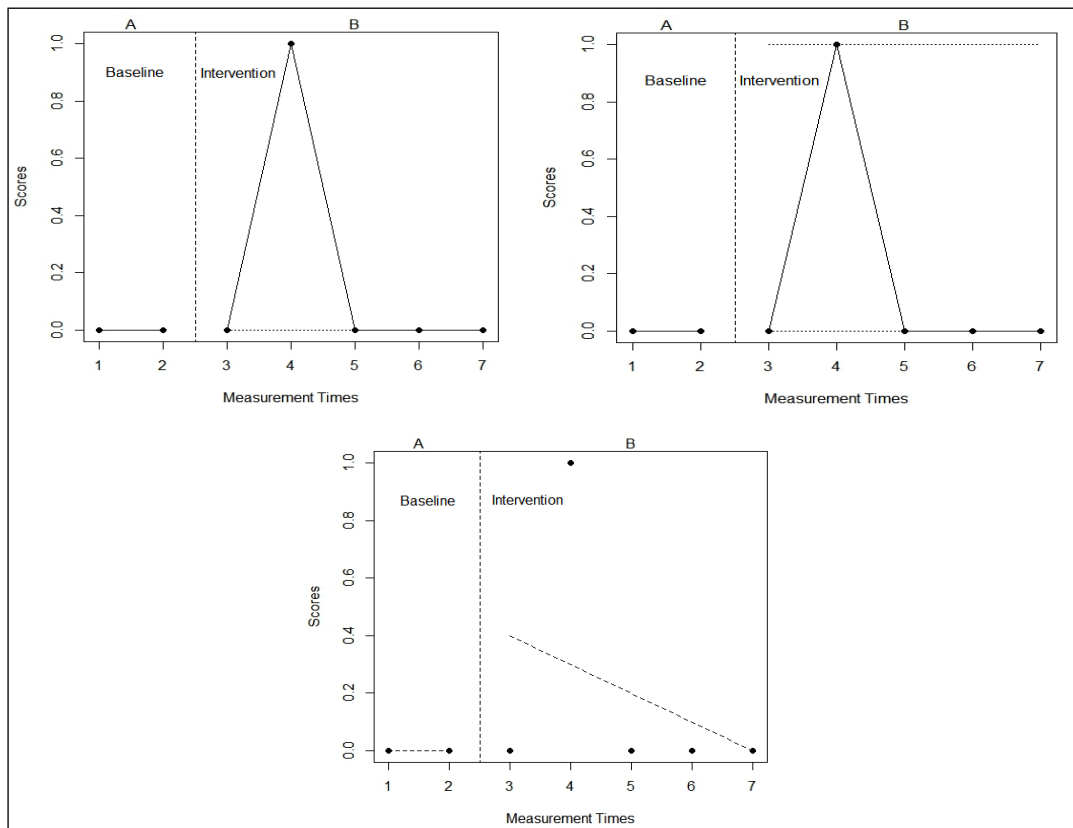 A B
Baseline Intervention
Scores
1.0
0.8
0.6
0.4
0.2
0.0
1 2 3 4 5 6 7
Measurement Times
A B
Baseline Intervention
Scores
1.0
0.8
0.6
0.4
0.2
0.0
1 2 3 4 5 6 7
Measurement Times
A B
Baseline Intervention
Scores
1.0
0.8
0.6
0.4
0.2
0.0
1 2 3 4 5 6 7
Measurement Times